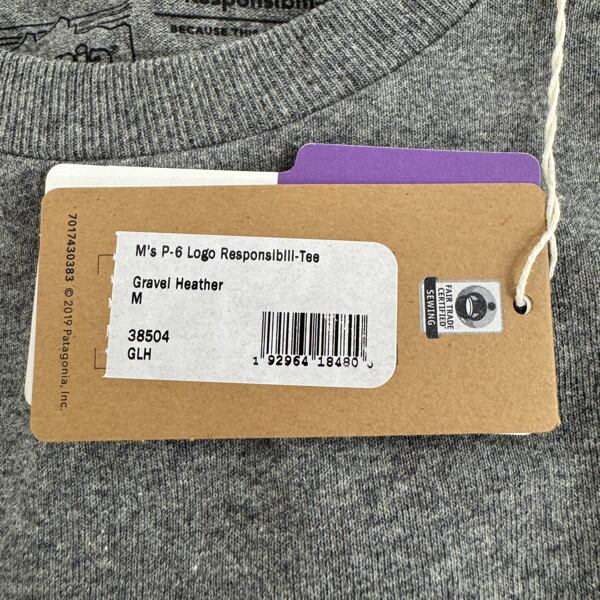 BECAUSE THIS
M's P-6 Logo Responsibili-Tee
Gravel Heather
M
38504
GLH
1 92964 18480
7017430383 © 2019 Patagonia, Inc.
FAIR TRADE
CERTIFIED
SEWING